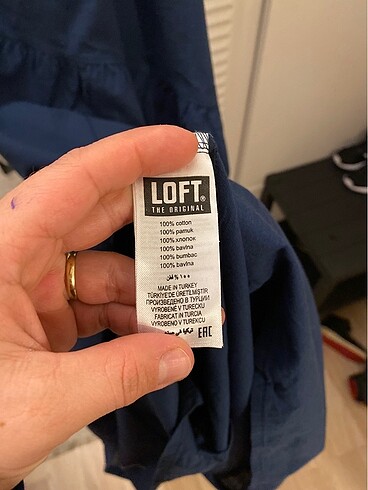 LOFT®
THE ORIGINAL
100% cotton
100% pamuk
100% хлопок
100% bavlna
100% bumbac
100% bavlna
MADE IN TURKEY
TÜRKİYE'DE ÜRETİLMİŞTİR
ПРОИЗВЕДЕНО В ТУРЦИИ
VYROBENÉ V TURECKU
FABRICAT IN TURCIA
VYROBENO V TURECKU
EAC